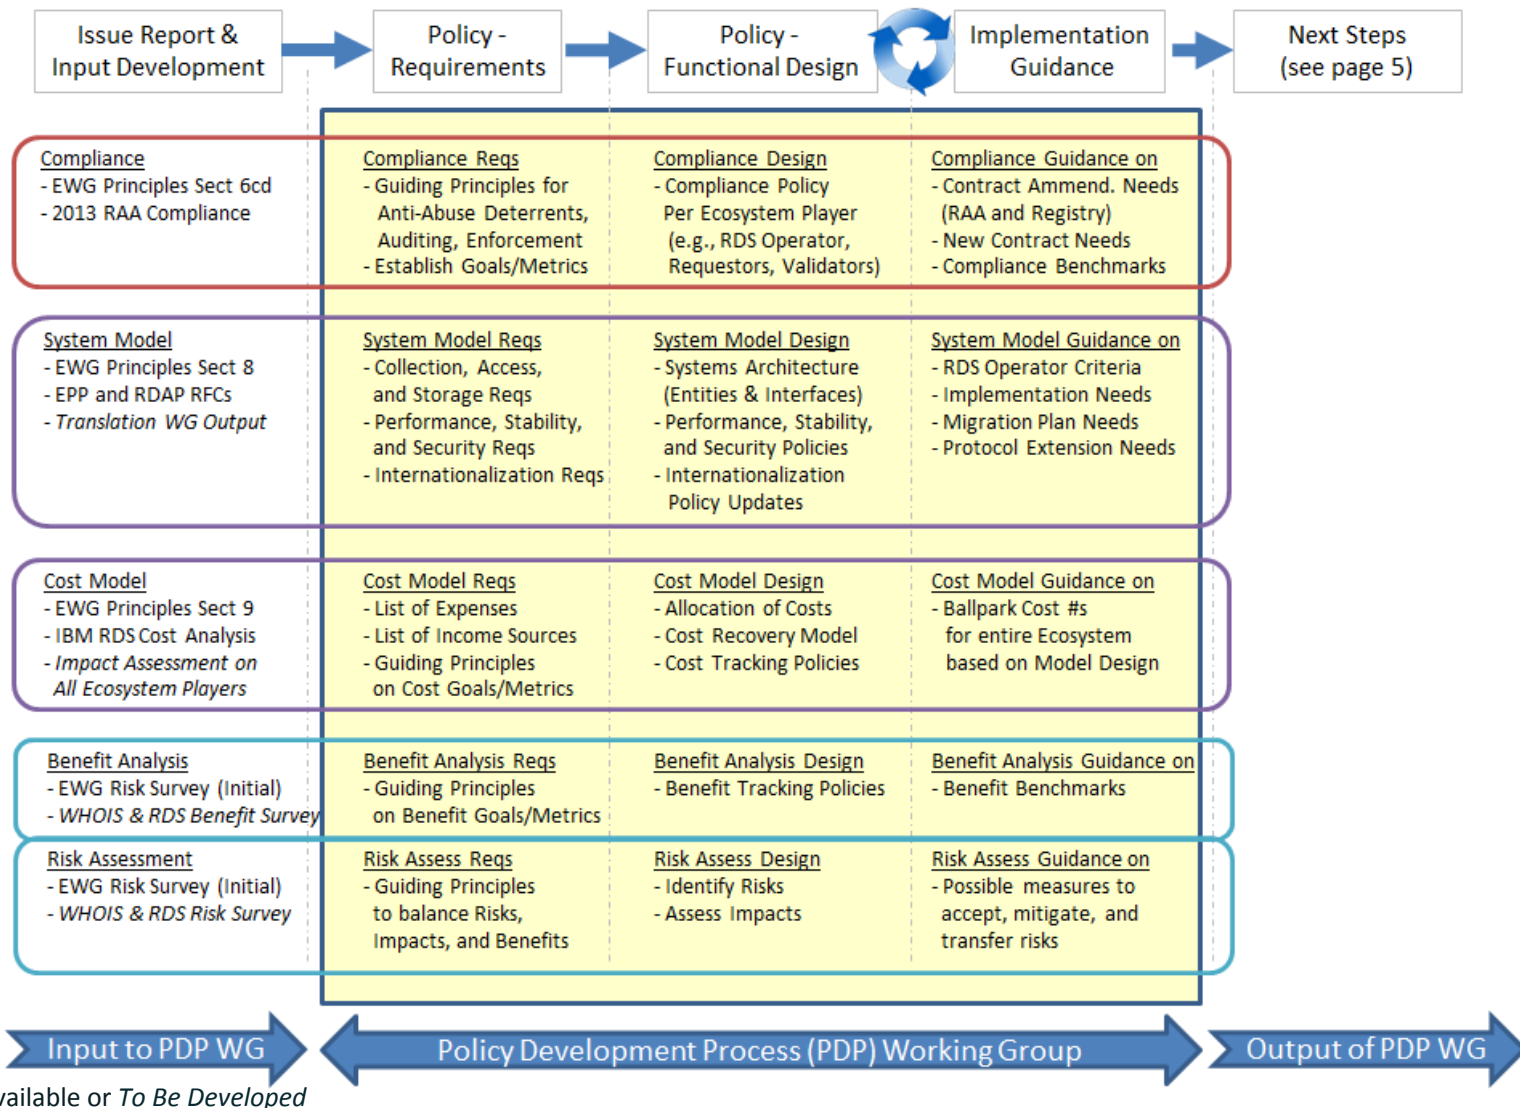 Issue Report &
Input Development
Policy -
Requirements
Policy -
Functional Design
Implementation
Guidance
Next Steps
(see page 5)
Compliance
- EWG Principles Sect 6cd
- 2013 RAA Compliance
Compliance Reqs
- Guiding Principles for
Anti-Abuse Deterrents,
Auditing, Enforcement
- Establish Goals/Metrics
Compliance Design
- Compliance Policy
Per Ecosystem Player
(e.g., RDS Operator,
Requestors, Validators)
Compliance Guidance on
- Contract Ammend. Needs
(RAA and Registry)
- New Contract Needs
- Compliance Benchmarks
System Model
- EWG Principles Sect 8
- EPP and RDAP RFCs
- Translation WG Output
System Model Reqs
- Collection, Access,
and Storage Reqs
- Performance, Stability,
and Security Reqs
- Internationalization Reqs
System Model Design
- Systems Architecture
(Entities & Interfaces)
- Performance, Stability,
and Security Policies
- Internationalization
Policy Updates
System Model Guidance on
- RDS Operator Criteria
- Implementation Needs
- Migration Plan Needs
- Protocol Extension Needs
Cost Model
- EWG Principles Sect 9
- IBM RDS Cost Analysis
- Impact Assessment on
All Ecosystem Players
Cost Model Reqs
- List of Expenses
- List of Income Sources
- Guiding Principles
on Cost Goals/Metrics
Cost Model Design
- Allocation of Costs
- Cost Recovery Model
- Cost Tracking Policies
Cost Model Guidance on
- Ballpark Cost #s
for entire Ecosystem
based on Model Design
Benefit Analysis
- EWG Risk Survey (Initial)
- WHOIS & RDS Benefit Survey
Benefit Analysis Reqs
- Guiding Principles
on Benefit Goals/Metrics
Benefit Analysis Design
- Benefit Tracking Policies
Benefit Analysis Guidance on
- Benefit Benchmarks
Risk Assessment
- EWG Risk Survey (Initial)
- WHOIS & RDS Risk Survey
Risk Assess Reqs
- Guiding Principles
to balance Risks,
Impacts, and Benefits
Risk Assess Design
- Identify Risks
- Assess Impacts
Risk Assess Guidance on
- Possible measures to
accept, mitigate, and
transfer risks
Input to PDP WG
Policy Development Process (PDP) Working Group
Output of PDP WG
vailable or To Be Developed